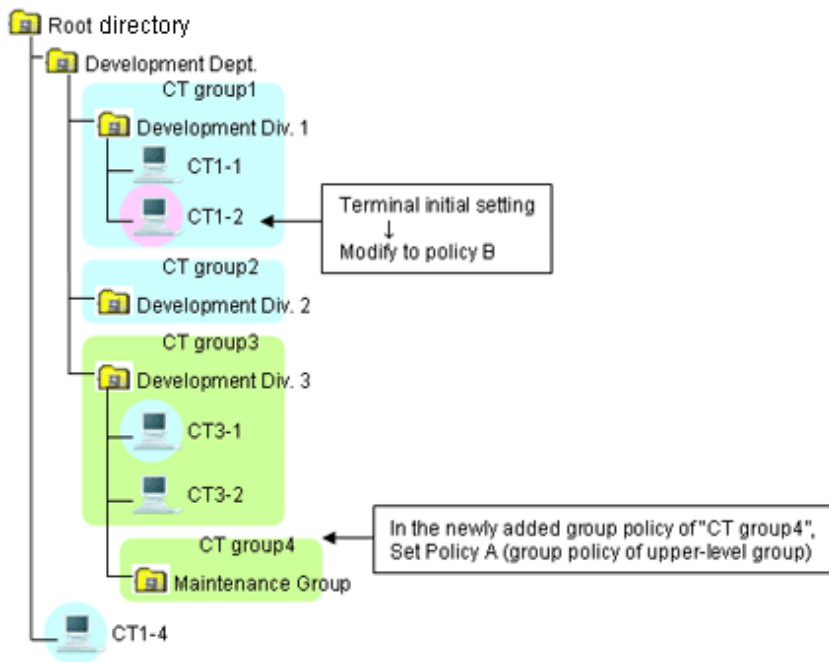 Root directory
Development Dept.
CT group1
Development Div. 1
CT1-1
CT1-2
Terminal initial setting
↓
Modify to policy B
CT group2
Development Div. 2
CT group3
Development Div. 3
CT3-1
CT3-2
In the newly added group policy of "CT group4",
Set Policy A (group policy of upper-level group)
CT group4
Maintenance Group
CT1-4